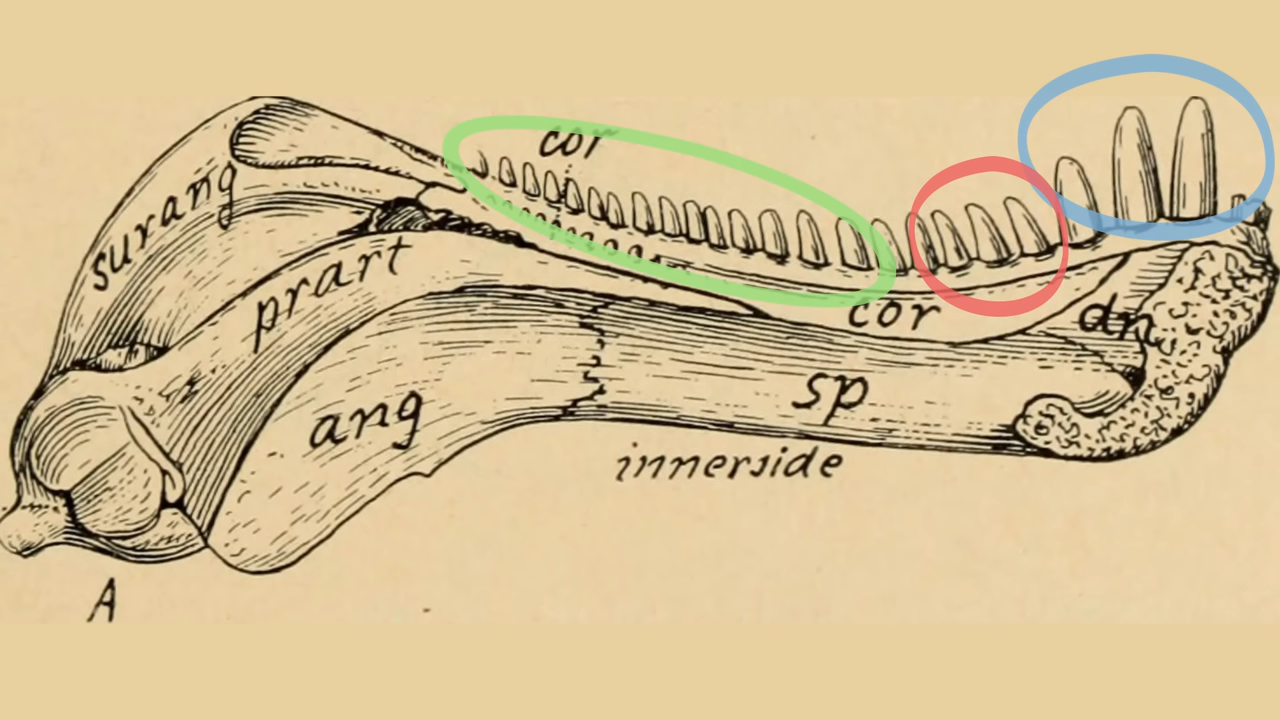 cor
surang
prart
cor
dn
sp
ang
innerside
A